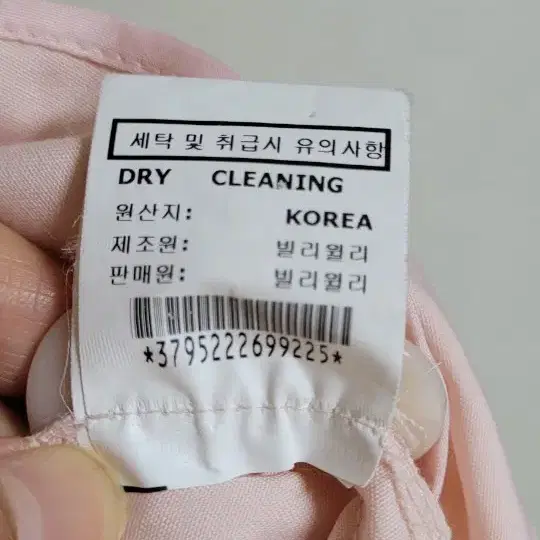 세탁 및 취급시 유의사항
DRY CLEANING
원산지: KOREA
제조원: 빌리윌리
판매원: 빌리윌리
*3795222699225*